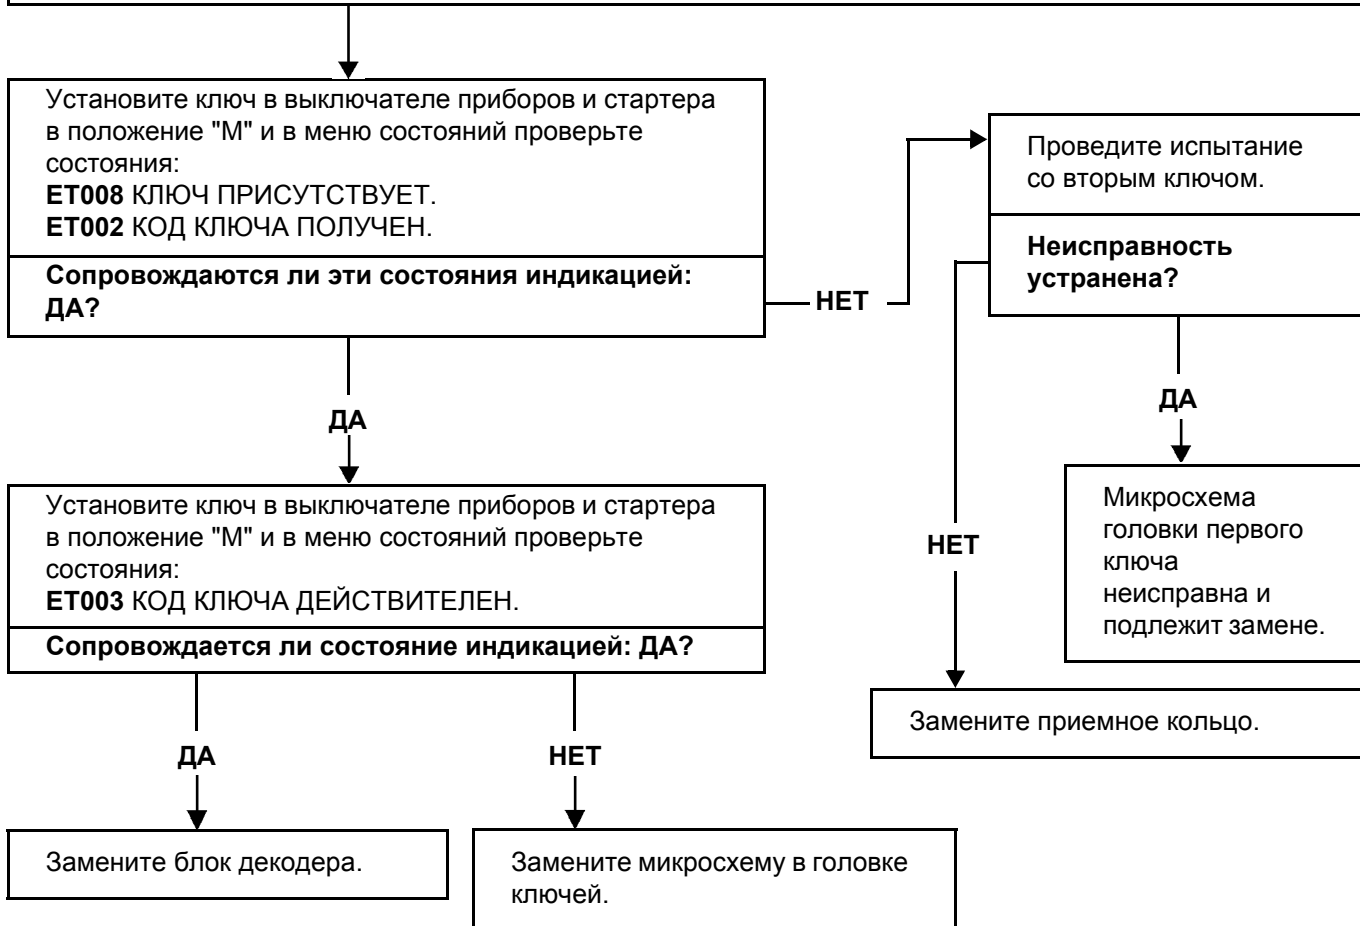 Установите ключ в выключателе приборов и стартера
в положение "М" и в меню состояний проверьте
состояния:
ET008 КЛЮЧ ПРИСУТСТВУЕТ.
ET002 КОД КЛЮЧА ПОЛУЧЕН.
Сопровождаются ли эти состояния индикацией:
ДА?
НЕТ
Проведите испытание
со вторым ключом.
Неисправность
устранена?
ДА
Микросхема
головки первого
ключа
неисправна и
подлежит замене.
НЕТ
Замените приемное кольцо.
ДА
Установите ключ в выключателе приборов и стартера
в положение "М" и в меню состояний проверьте
состояния:
ET003 КОД КЛЮЧА ДЕЙСТВИТЕЛЕН.
Сопровождается ли состояние индикацией: ДА?
ДА
НЕТ
Замените блок декодера.
Замените микросхему в головке
ключей.